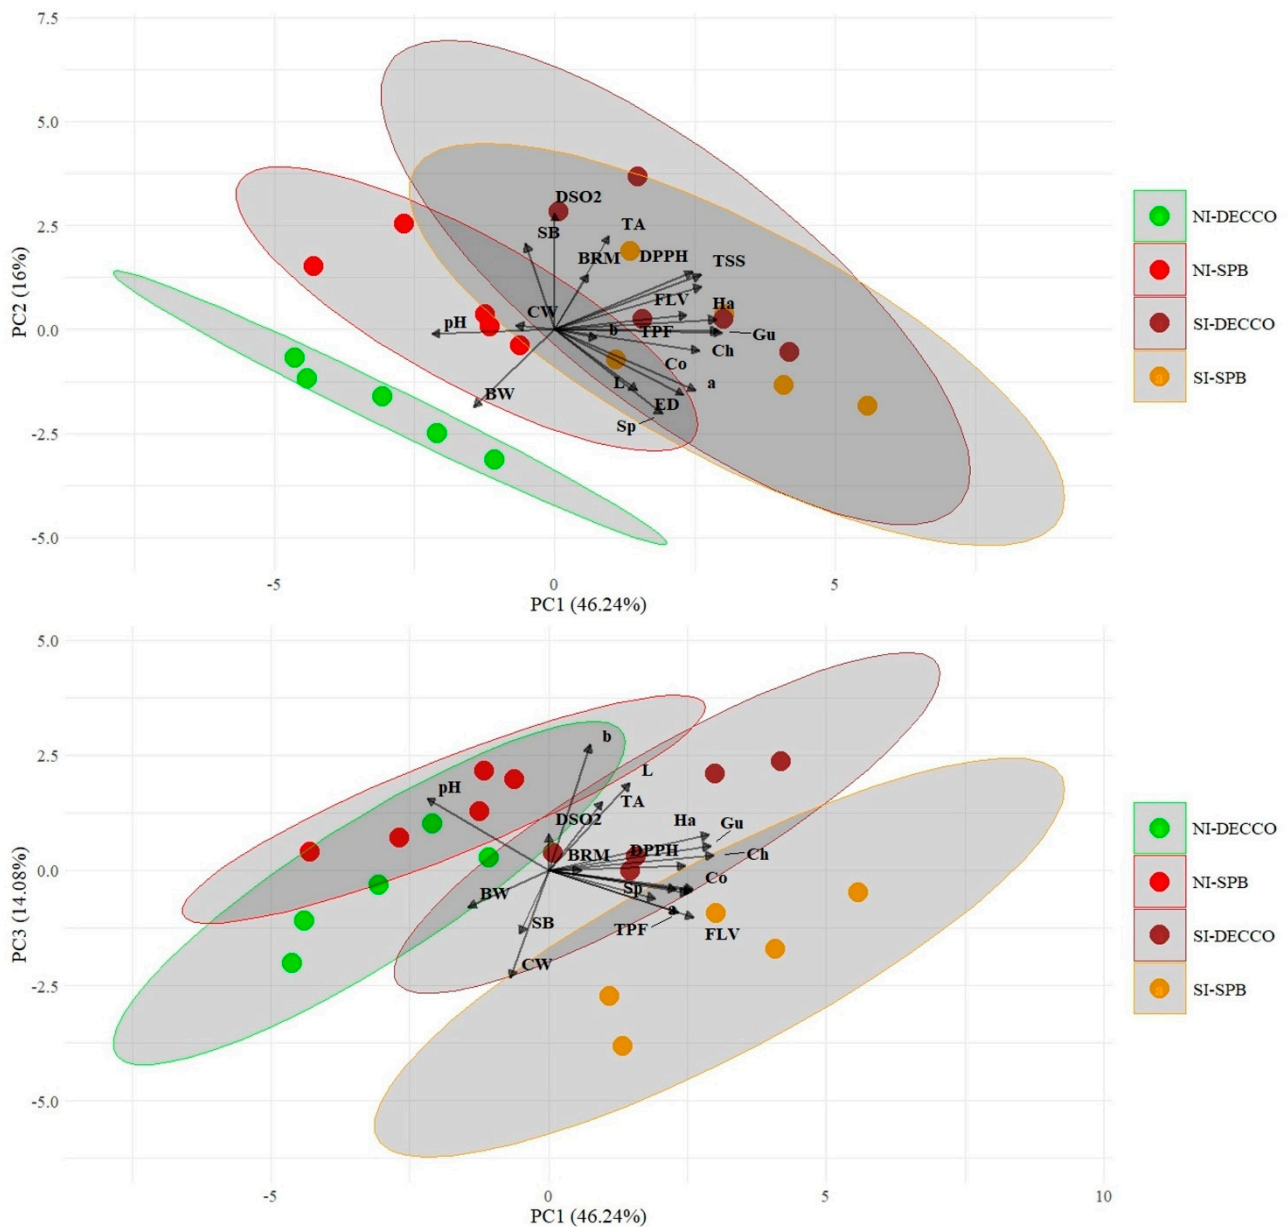 7.5
5.0
DSO2
2.5
TA
SB
NI-DECCO
BRM
DPPH
TSS
NI-SPB
FLV
Ha
CW
pH
SI-DECCO
0.0
b
TPF
Gu
Ch
Co
SI-SPB
L
a
BW
ED
Sp
-2.5
-5.0
PC2 (16%)
-5
0
5
PC1 (46.24%)
5.0
b
2.5
L
pH
TA
NI-DECCO
DSO2
Ha
Gu
BRM
DPPH
Ch
NI-SPB
0.0
Co
BW
Sp
a
SB
TPF
FLV
SI-DECCO
CW
-2.5
SI-SPB
-5.0
PC3 (14.08%)
-5
0
5
10
PC1 (46.24%)